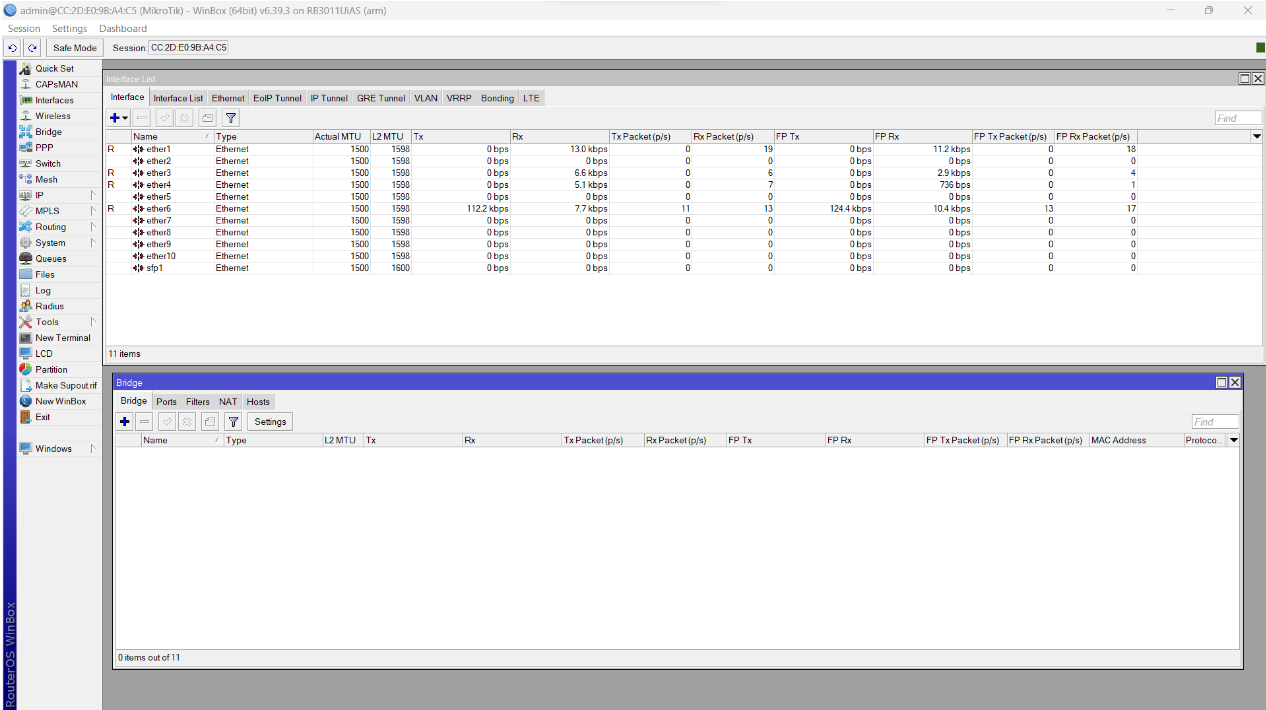 admin@CC:2D:E0:9B:A4:C5 (MikroTik) - WinBox (64bit) v6.39.3 on RB3011UiAS (arm)
Session Settings Dashboard
Safe Mode Session: CC:2D:E0:9B:A4:C5
Quick Set
CAPsMAN
Interfaces
Wireless
Bridge
PPP
Switch
Mesh
IP
MPLS
Routing
System
Queues
Files
Log
Radius
Tools
New Terminal
LCD
Partition
Make Supout.rif
New WinBox
Exit
Windows
RouterOS WinBox
Interface List
Interface Interface List Ethernet EoIP Tunnel IP Tunnel GRE Tunnel VLAN VRRP Bonding LTE
Find
Name Type Actual MTU L2 MTU Tx Rx Tx Packet (p/s) Rx Packet (p/s) FP Tx FP Rx FP Tx Packet (p/s) FP Rx Packet (p/s)
R ether1 Ethernet 1500 1598 0 bps 13.0 kbps 0 19 0 bps 11.2 kbps 0 18
ether2 Ethernet 1500 1598 0 bps 0 bps 0 0 0 bps 0 bps 0 0
R ether3 Ethernet 1500 1598 0 bps 6.6 kbps 0 6 0 bps 2.9 kbps 0 4
R ether4 Ethernet 1500 1598 0 bps 5.1 kbps 0 7 0 bps 736 bps 0 1
ether5 Ethernet 1500 1598 0 bps 0 bps 0 0 0 bps 0 bps 0 0
R ether6 Ethernet 1500 1598 112.2 kbps 7.7 kbps 11 13 124.4 kbps 10.4 kbps 13 17
ether7 Ethernet 1500 1598 0 bps 0 bps 0 0 0 bps 0 bps 0 0
ether8 Ethernet 1500 1598 0 bps 0 bps 0 0 0 bps 0 bps 0 0
ether9 Ethernet 1500 1598 0 bps 0 bps 0 0 0 bps 0 bps 0 0
ether10 Ethernet 1500 1598 0 bps 0 bps 0 0 0 bps 0 bps 0 0
sfp1 Ethernet 1500 1600 0 bps 0 bps 0 0 0 bps 0 bps 0 0
11 items
Bridge
Bridge Ports Filters NAT Hosts
Settings Find
Name Type L2 MTU Tx Rx Tx Packet (p/s) Rx Packet (p/s) FP Tx FP Rx FP Tx Packet (p/s) FP Rx Packet (p/s) MAC Address Protoco...
0 items out of 11